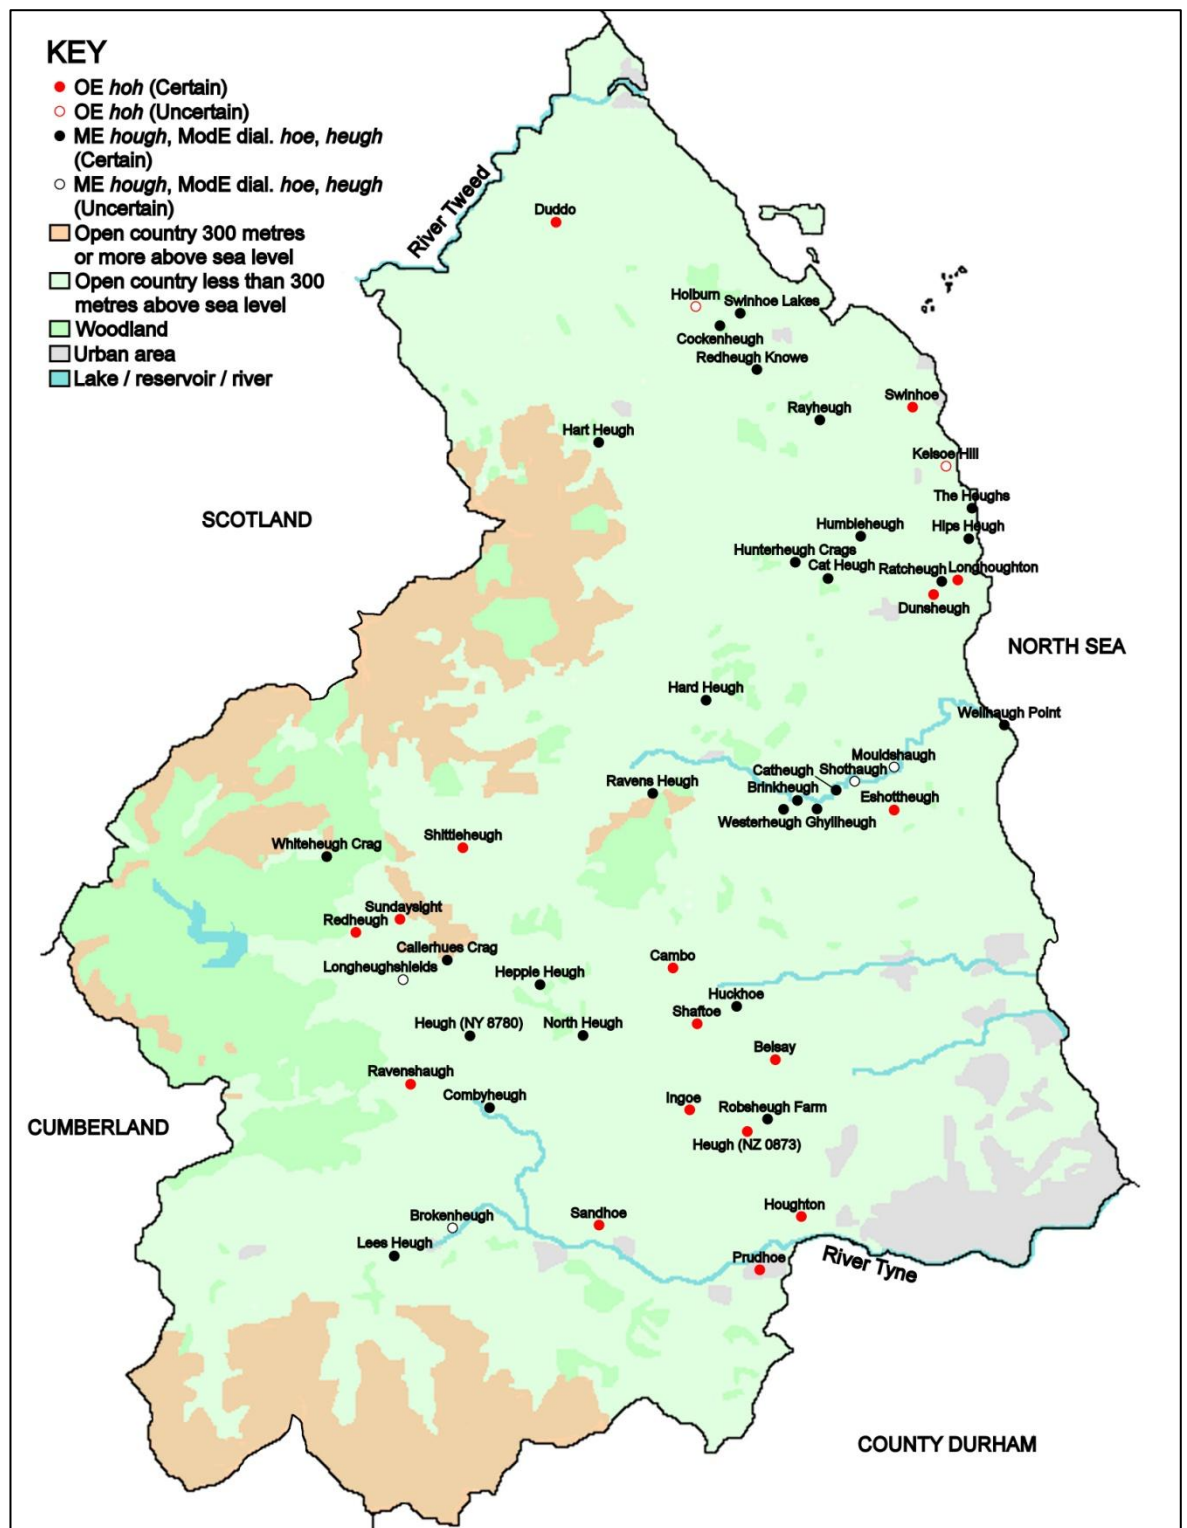 KEY
OE hoh (Certain)
OE hoh (Uncertain)
ME hough, ModE dial. hoe, heugh
(Certain)
ME hough, ModE dial. hoe, heugh
(Uncertain)
Open country 300 metres
or more above sea level
Open country less than 300
metres above sea level
Woodland
Urban area
Lake / reservoir / river
River Tweed
Duddo
Holburn
Swinhoe Lakes
Cockenheugh
Redheugh Knowe
Swinhoe
Rayheugh
Hart Heugh
Kelsoe Hill
The Heughs
SCOTLAND
Humbleheugh
Hips Heugh
Hunterheugh Crags
Cat Heugh
Ratcheugh
Longhoughton
Dunsheugh
NORTH SEA
Hard Heugh
Wellhaugh Point
Mouldshaugh
Catheugh
Shothaugh
Ravens Heugh
Brinkheugh
Eshottheugh
Westerheugh
Ghyllheugh
Shittleheugh
Whiteheugh Crag
Sundaysight
Redheugh
Callerhues Crag
Cambo
Longheughshields
Hepple Heugh
Huckhoe
Shaftoe
Heugh (NY 8780)
North Heugh
Belsay
Ravenshaugh
Combyheugh
Ingoe
Robsheugh Farm
CUMBERLAND
Heugh (NZ 0873)
Houghton
Brokenheugh
Sandhoe
Lees Heugh
Prudhoe
River Tyne
COUNTY DURHAM